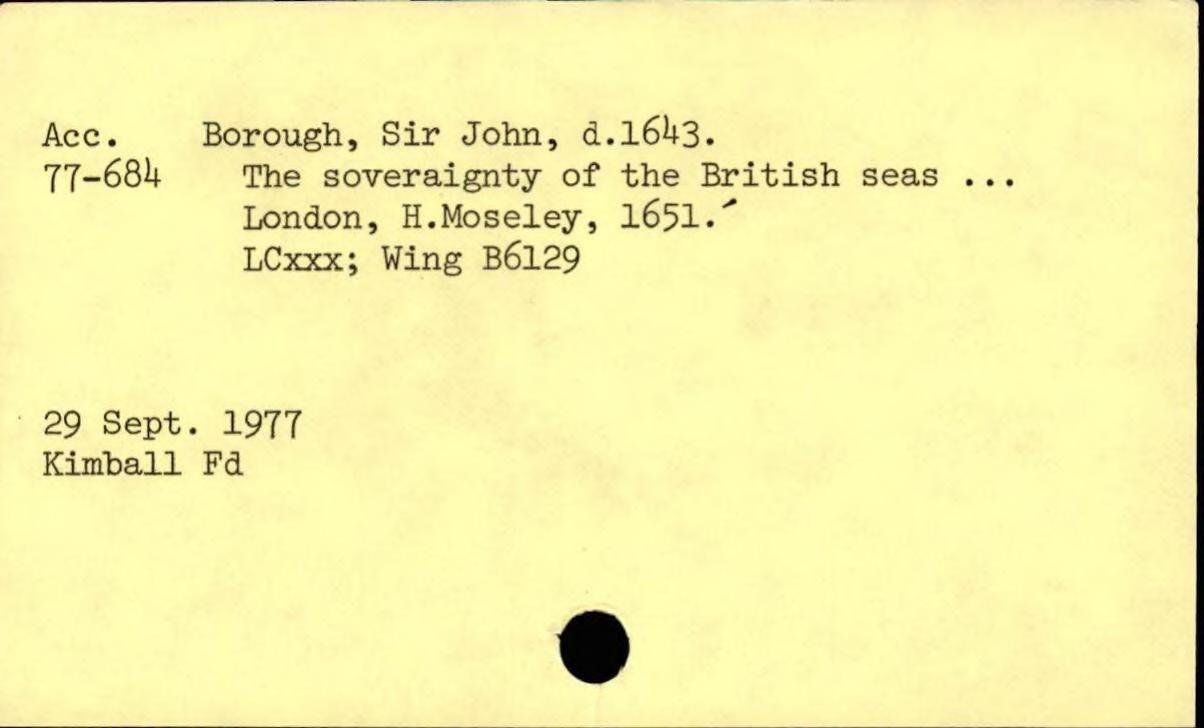 Acc. Borough, Sir John, d.1643.
77-684 The soveraignty of the British seas ...
London, H.Moseley, 1651.
LCxxx; Wing B6129
29 Sept. 1977
Kimball Fd